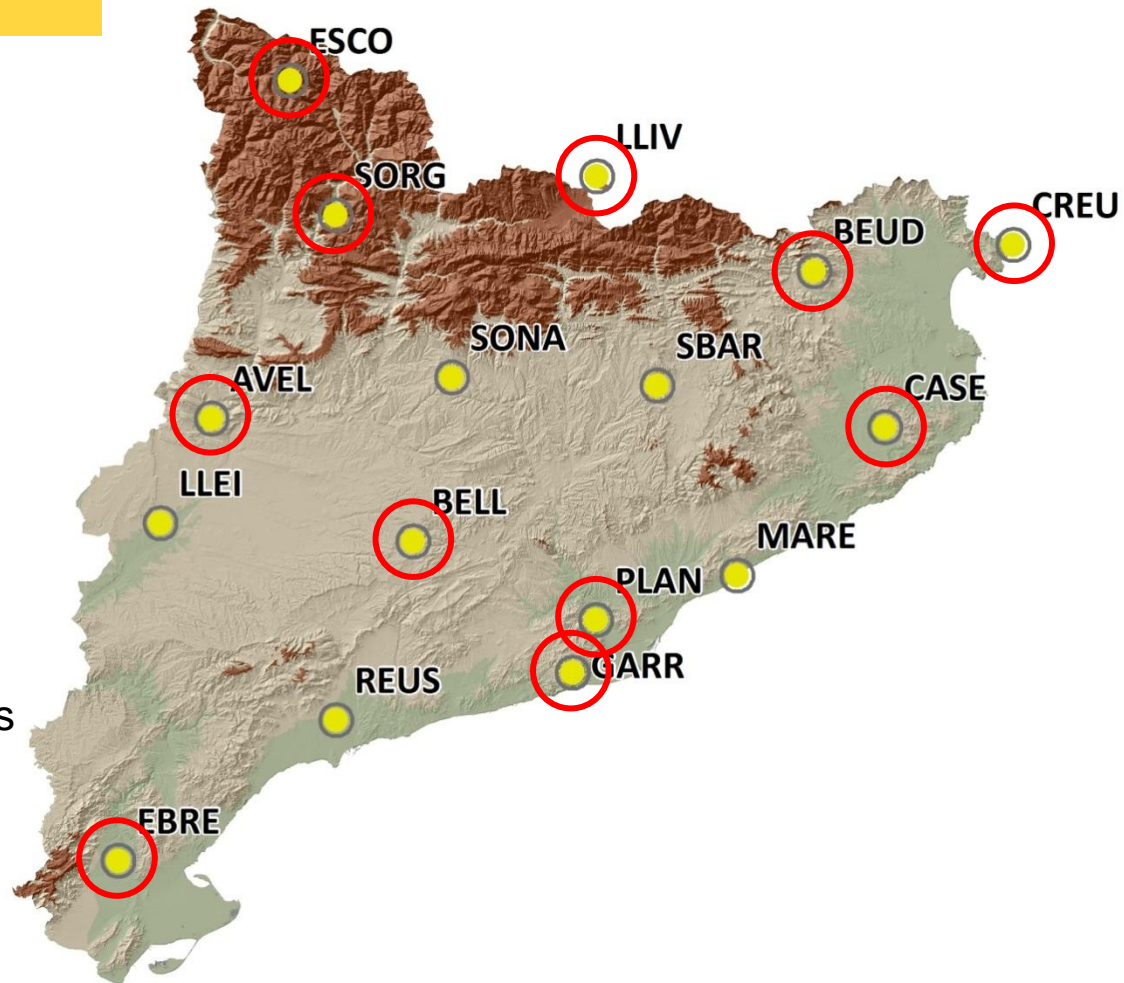 ESCO
LLIV
SORG
CREU
BEUD
SONA
SBAR
AVEL
CASE
LLEI
BELL
MARE
PLAN
GARR
REUS
s
EBRE